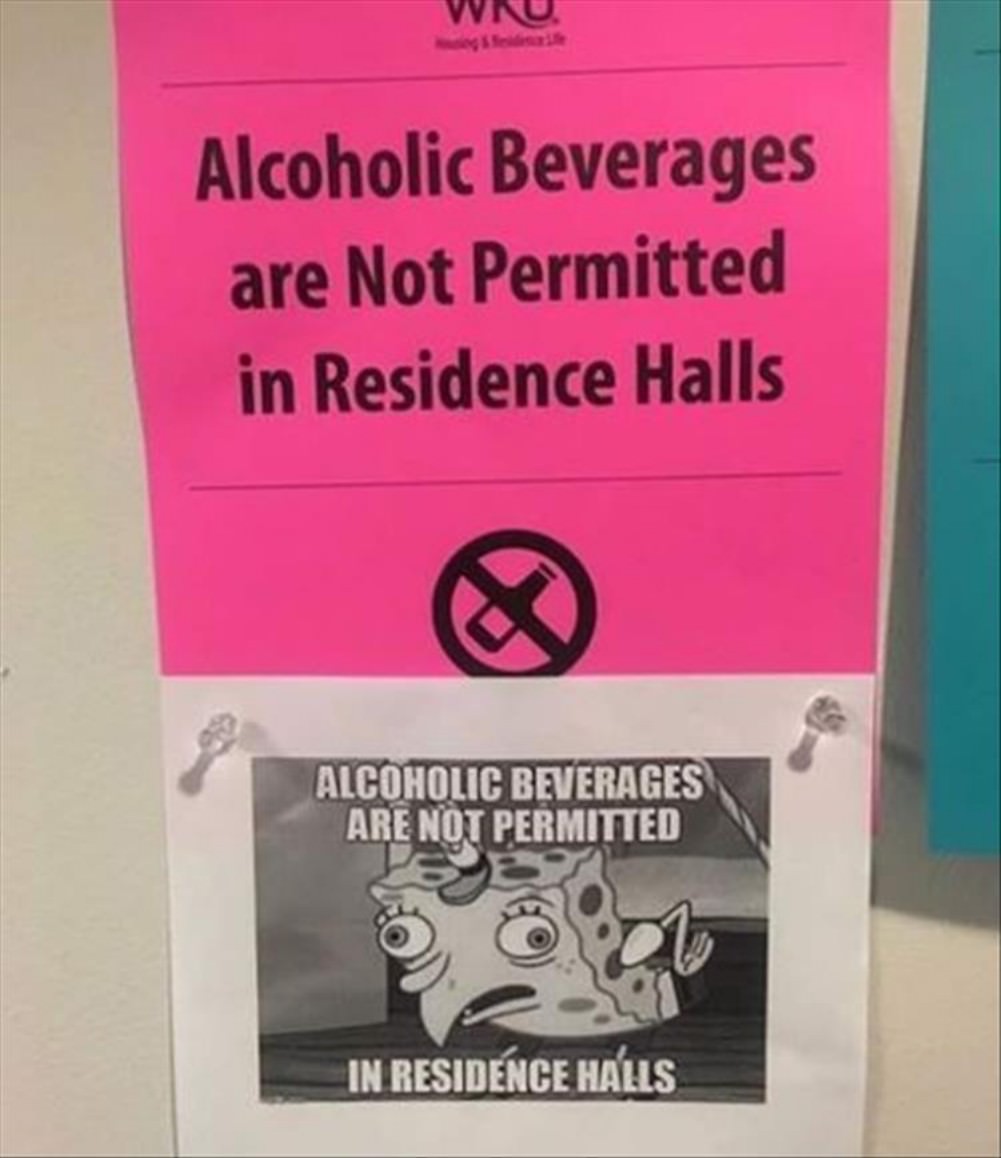 WKU.
Housing & Residence Life
Alcoholic Beverages
are Not Permitted
in Residence Halls
ALCOHOLIC BEVERAGES
ARE NOT PERMITTED
IN RESIDENCE HALLS